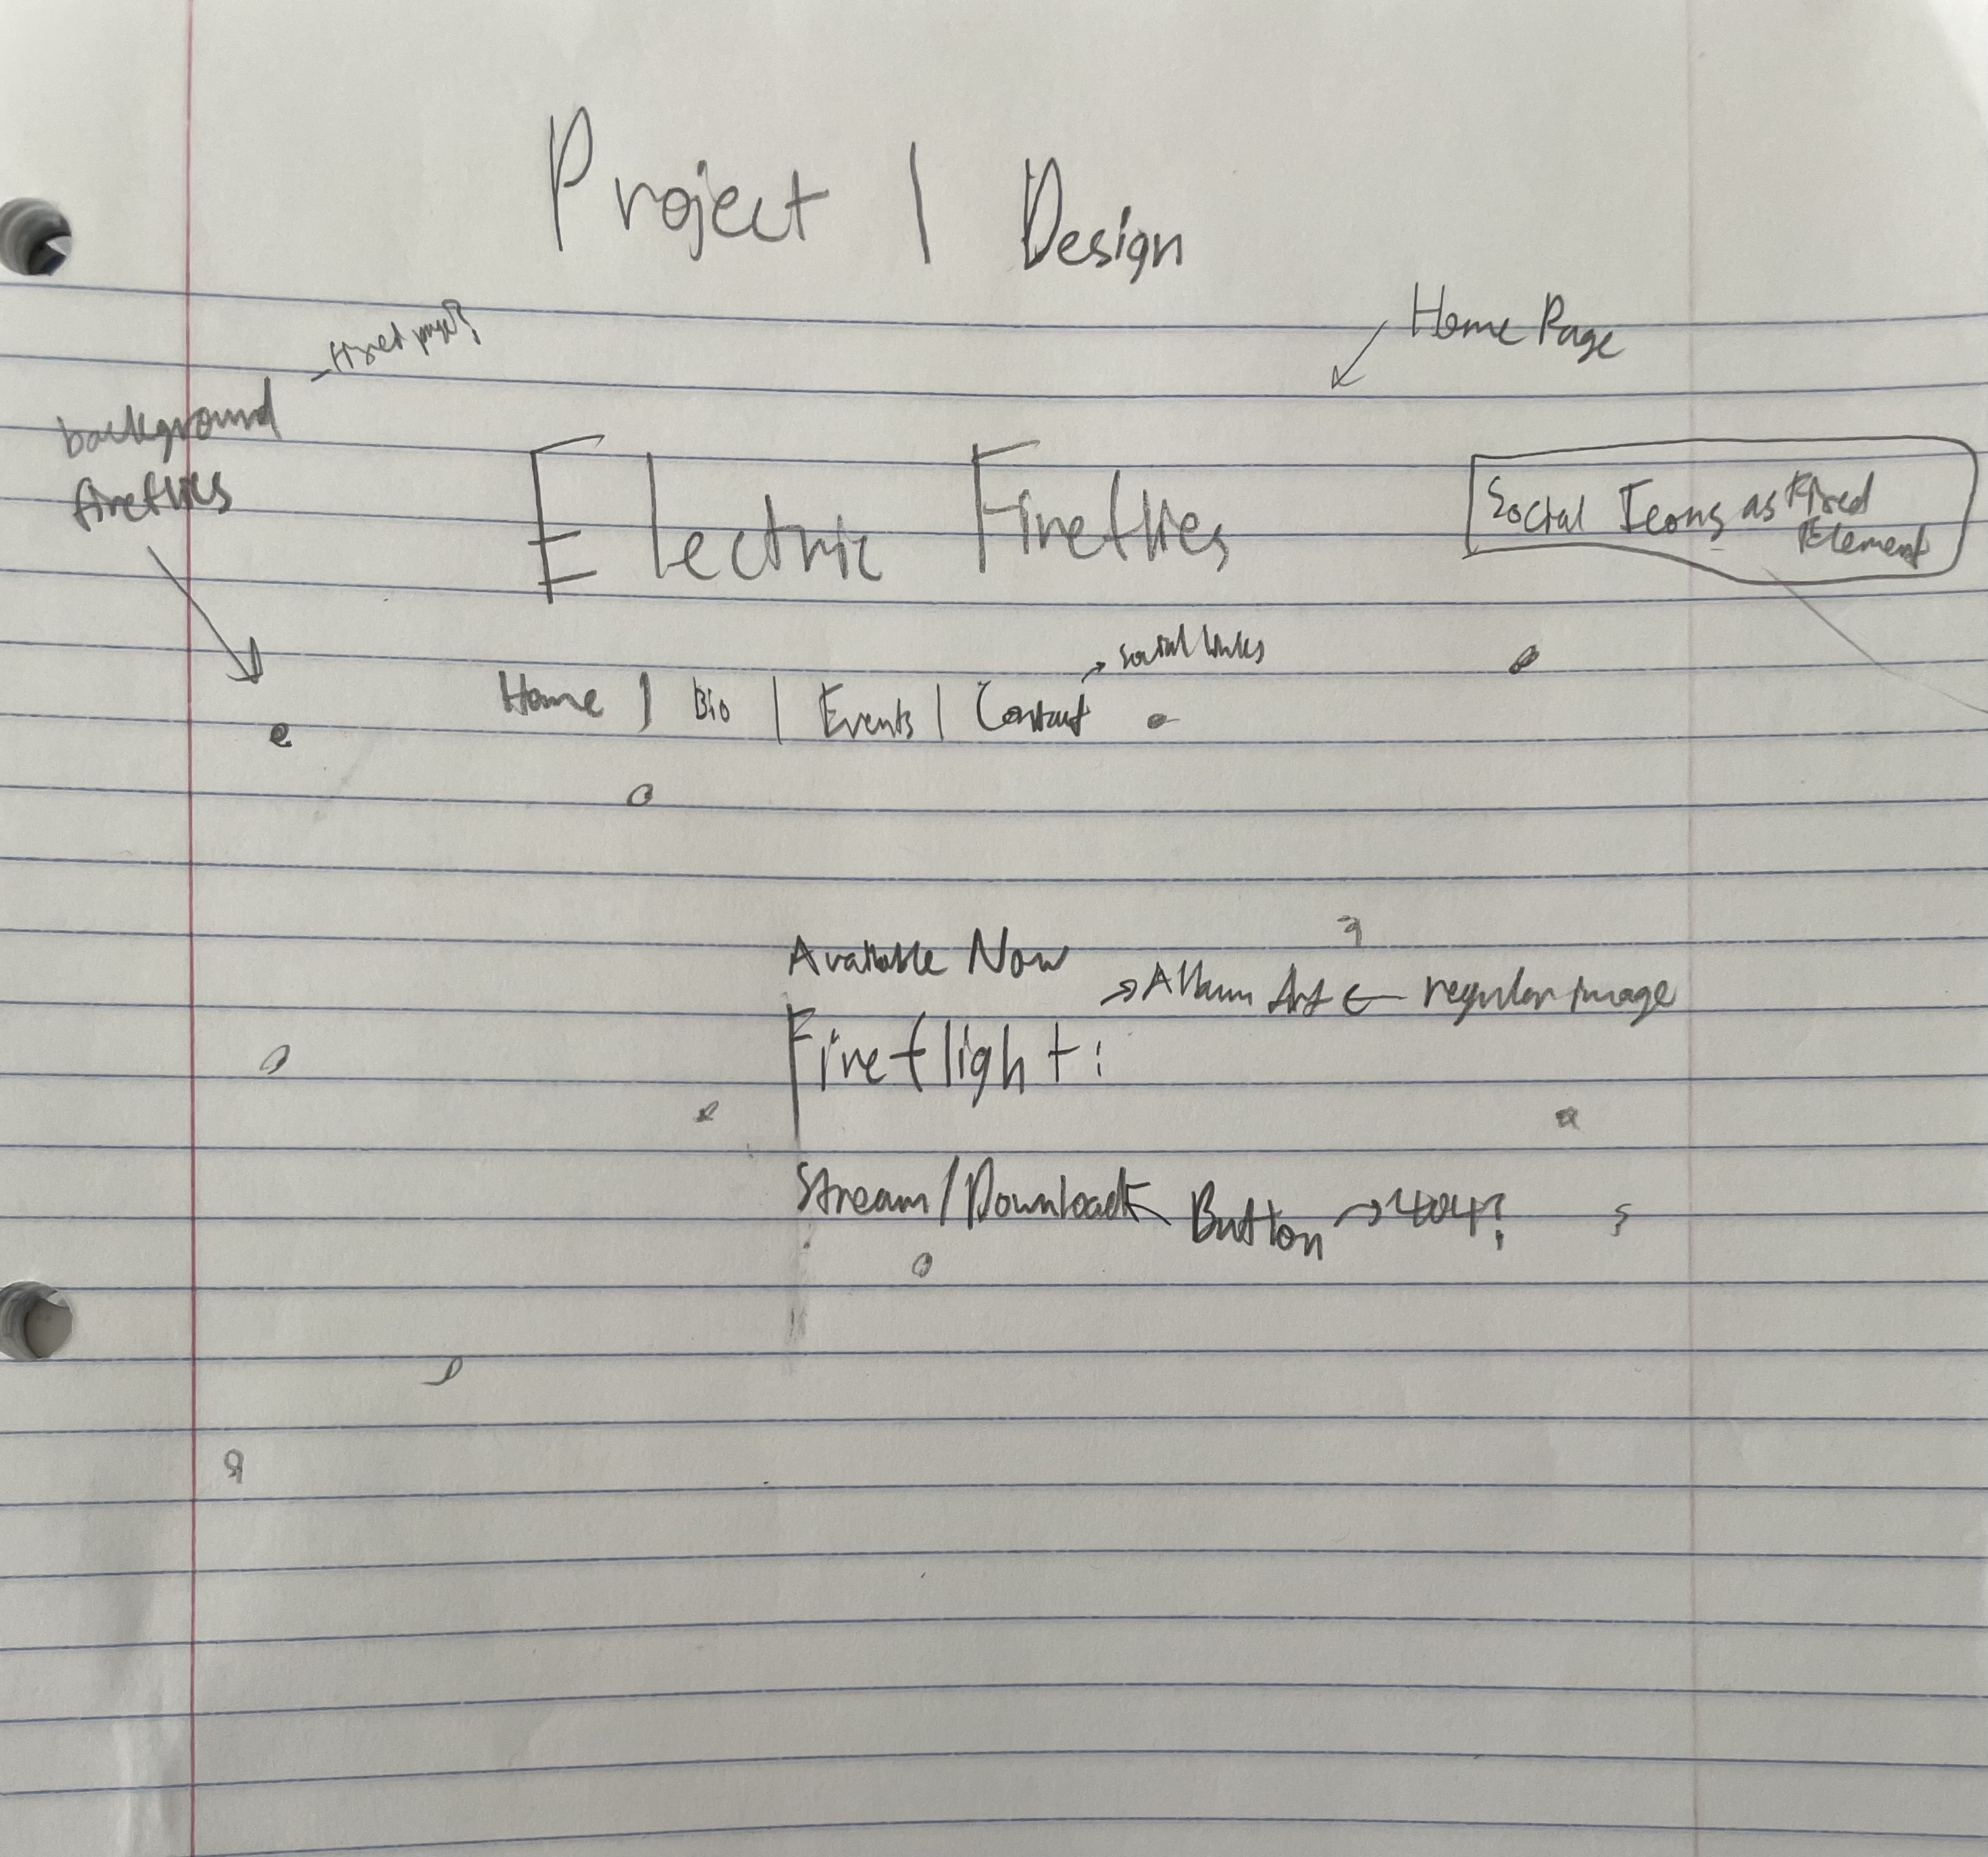 Project 1 Design
Home Page
fixed page?
background
fireflies
Electric Fireflies
Social Icons as Fixed
Element
social links
Home | Bio | Events | Contact
Available Now
Album Art ← regular image
Fireflight:
Stream/Download Button → 404?